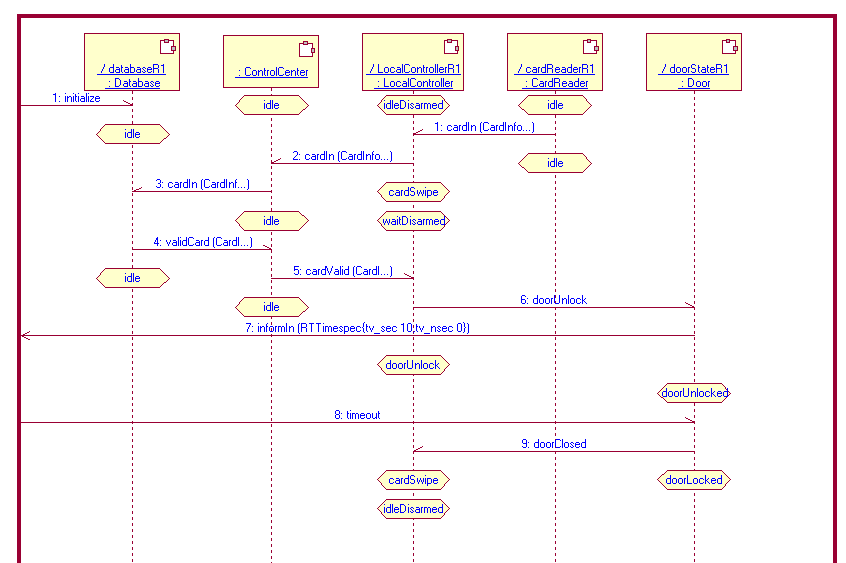 / databaseR1
: Database
: ControlCenter
/ LocalControllerR1
: LocalController
/ cardReaderR1
: CardReader
/ doorStateR1
: Door
1: initialize
idle
idleDisarmed
idle
idle
1: cardIn (CardInfo...)
2: cardIn (CardInfo...)
idle
3: cardIn (CardInf...)
cardSwipe
idle
waitDisarmed
4: validCard (CardI...)
idle
5: cardValid (CardI...)
idle
6: doorUnlock
7: informIn (RTTimespec{tv_sec 10,tv_nsec 0})
doorUnlock
doorUnlocked
8: timeout
9: doorClosed
cardSwipe
doorLocked
idleDisarmed